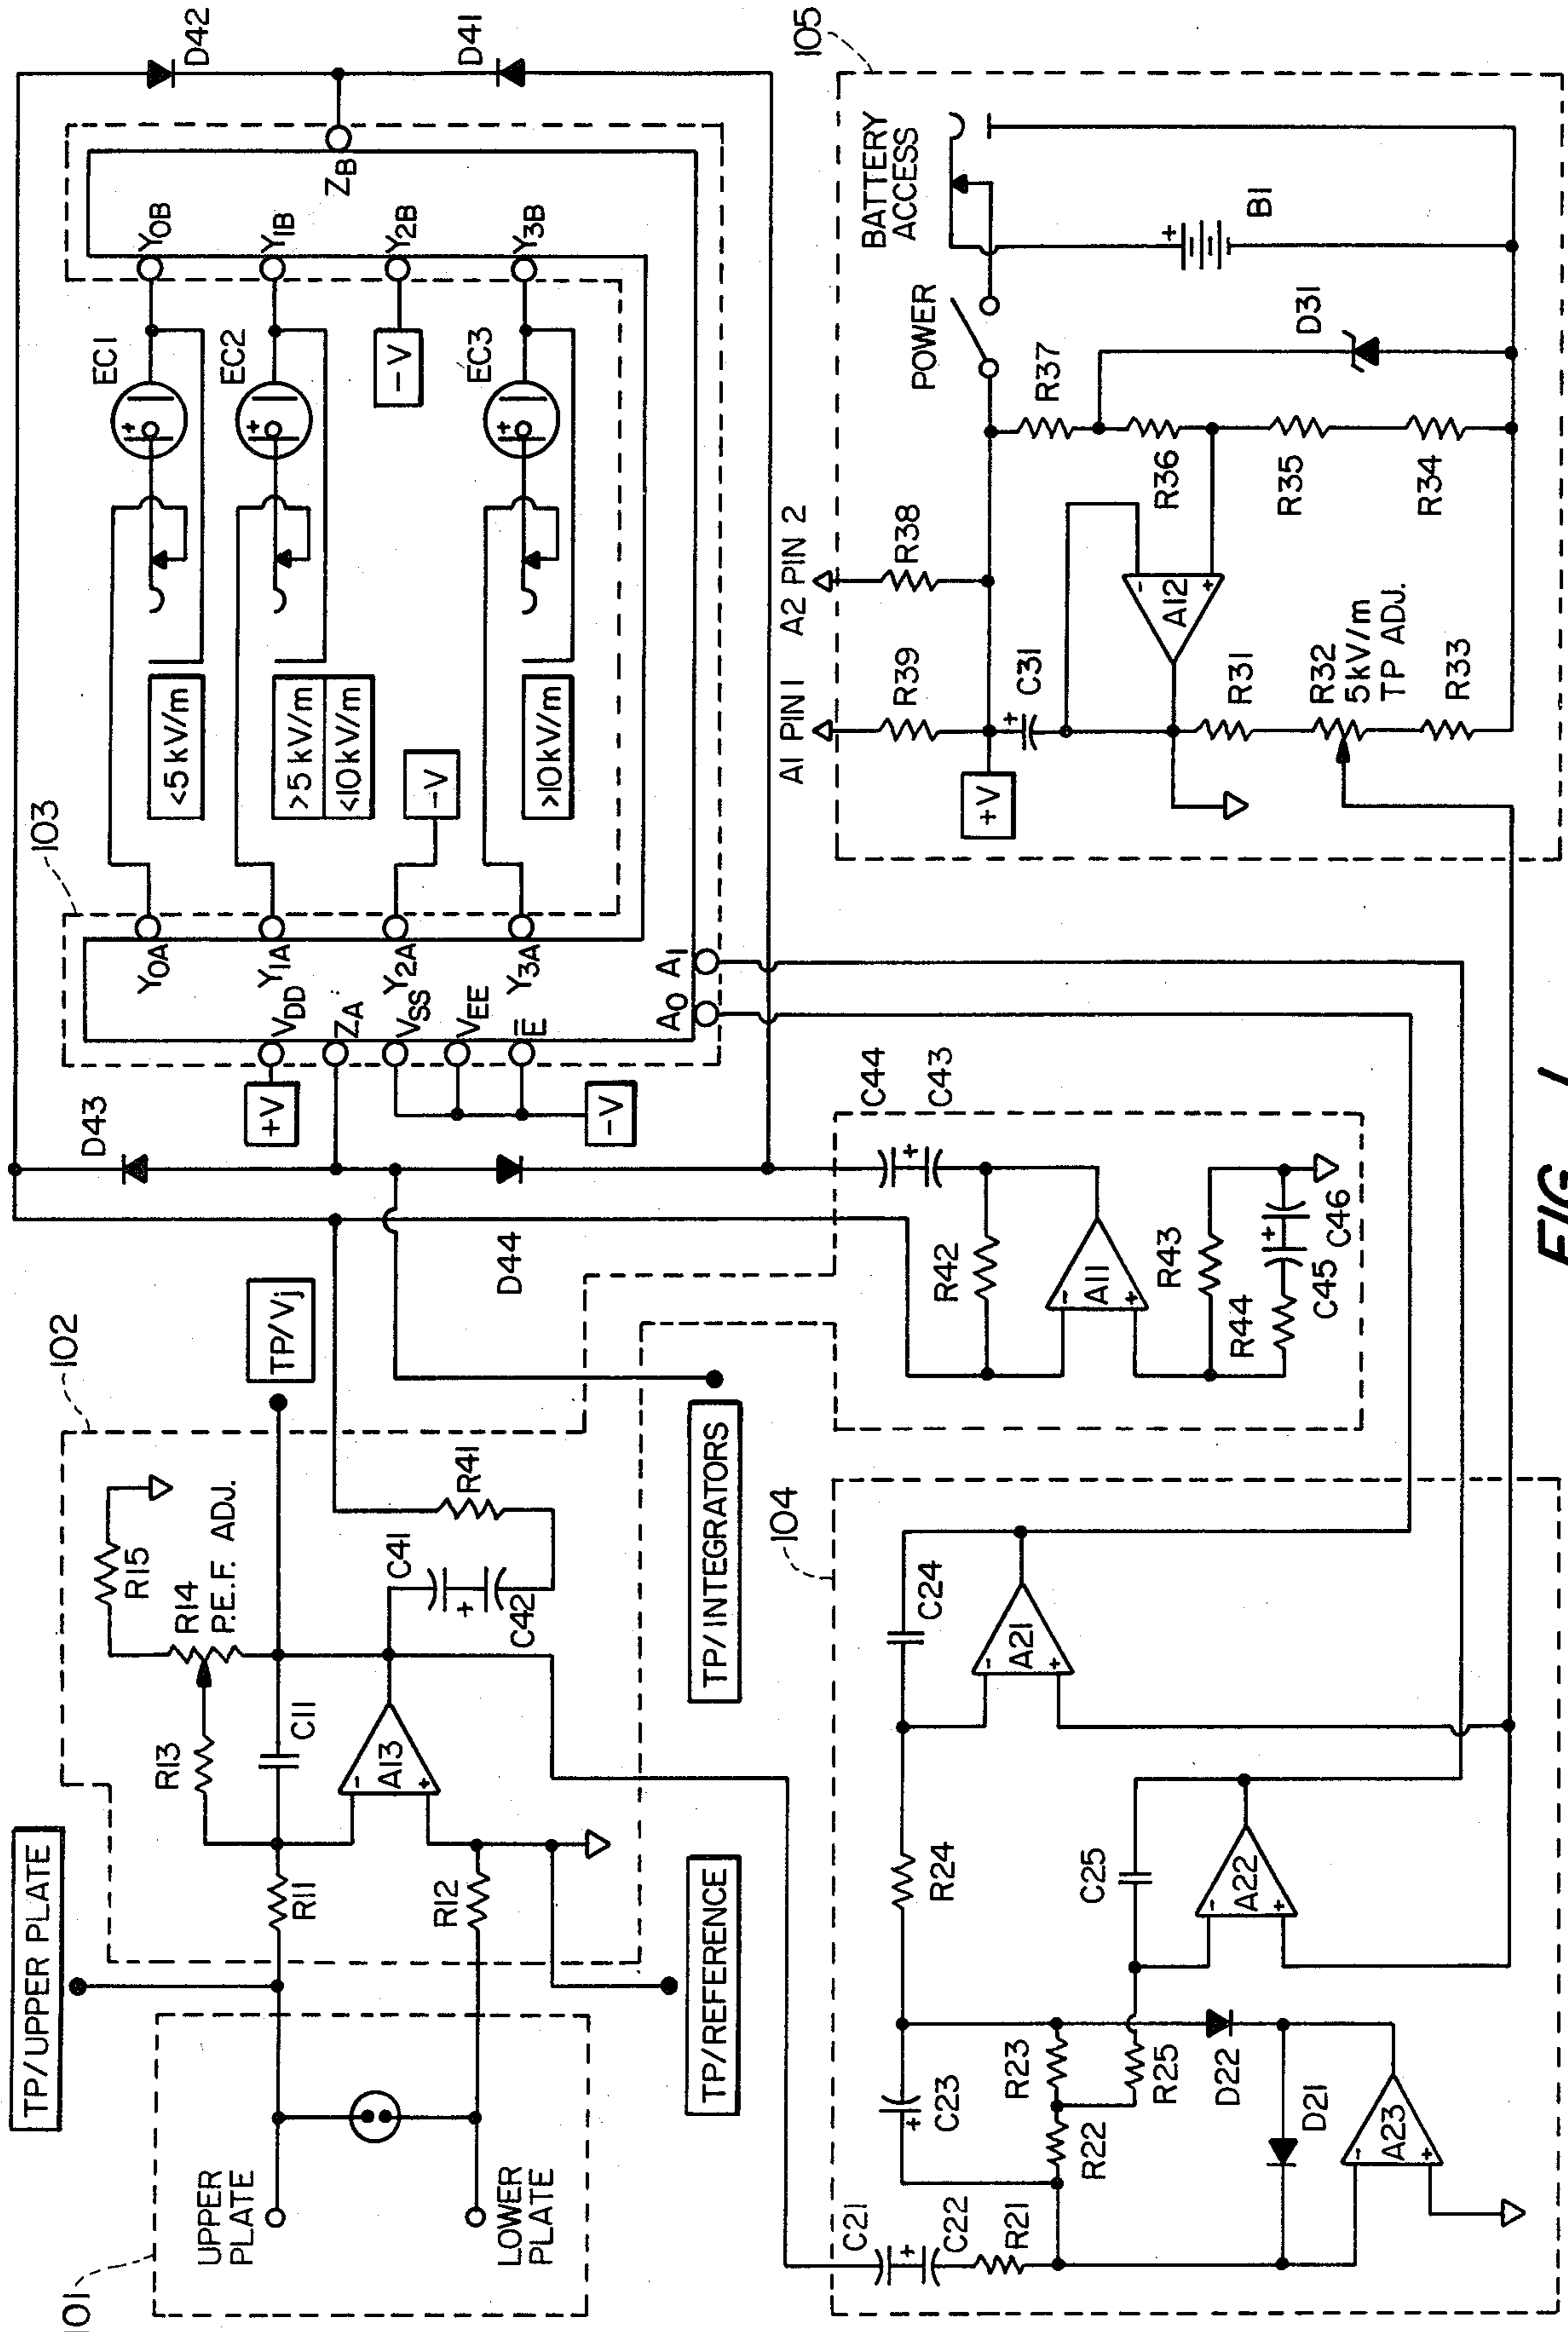 101
UPPER
PLATE
LOWER
PLATE
TP/UPPER PLATE
TP/REFERENCE
102
R11
R12
R13
R14
P.E.F. ADJ.
R15
C11
-
A13
+
C41
+
C42
R41
TP/Vj
TP/INTEGRATORS
D43
D44
+V
-V
103
VDD
ZA
VSS
VEE
E̅
Y0A
Y1A
Y2A
Y3A
A0
A1
<5kV/m
>5kV/m
<10kV/m
-V
>10kV/m
EC1
+
EC2
+
-V
EC3
+
Y0B
Y1B
Y2B
Y3B
ZB
D42
D41
C44
+
C43
R42
-
A11
+
R43
R44
C45
+
C46
104
C21
+
C22
R21
C23
+
R22
R23
R24
R25
D22
D21
-
A23
+
C24
-
A21
+
C25
-
A22
+
105
A1 PIN 1
A2 PIN 2
R39
R38
+V
+
C31
-
A12
+
R31
R32
5kV/m
TP ADJ.
R33
POWER
R37
R36
R35
R34
D31
BATTERY
ACCESS
+
B1
FIG. 1